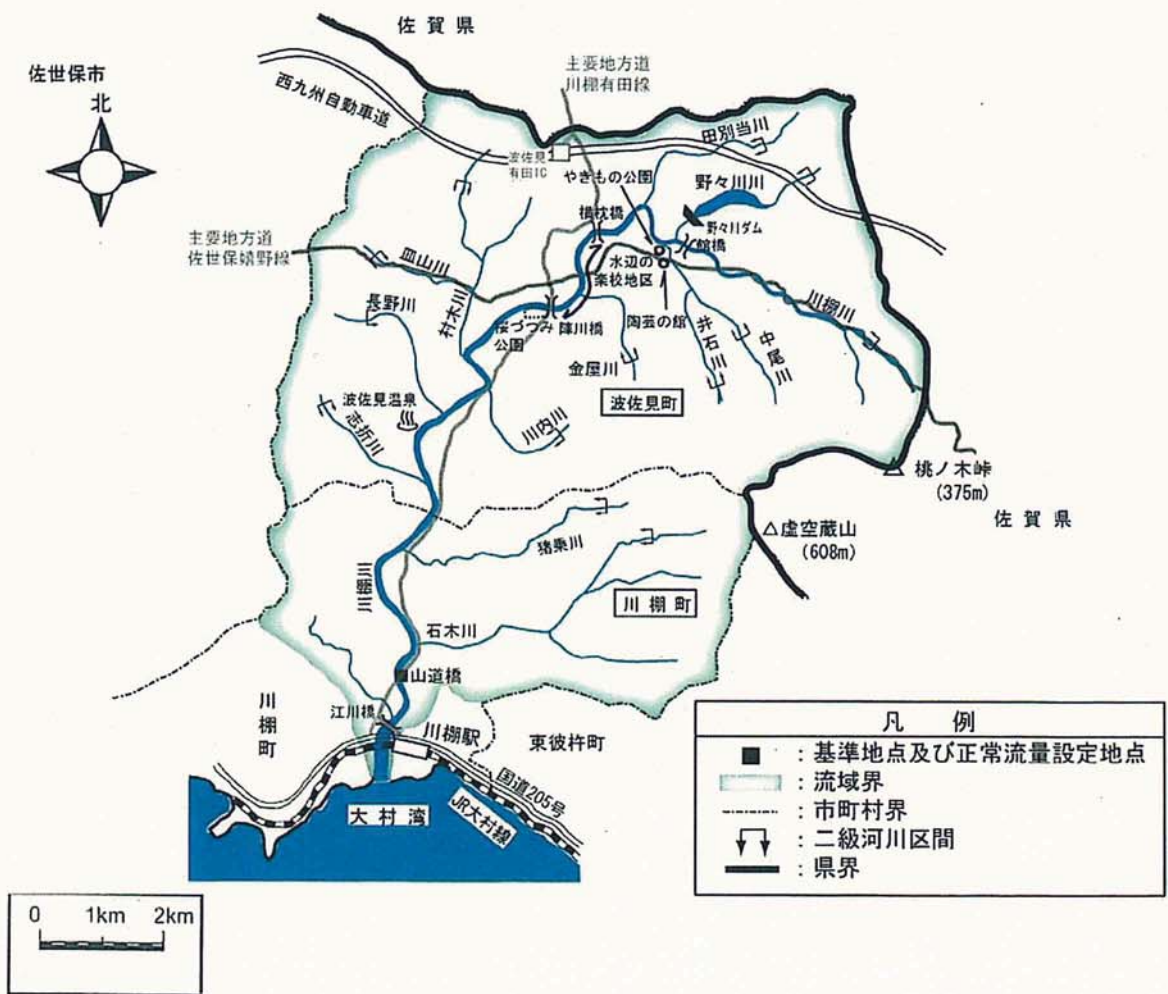 佐賀県
佐世保市
北
西九州自動車道
主要地方道
川棚有田線
波佐見
有田IC
田別当川
やきもの公園
野々川川
野々川ダム
椿枕橋
館橋
主要地方道
佐世保嬉野線
皿山川
水辺の
楽校地区
長野川
村木川
桜づつみ
公園
陣川橋
陶芸の館
井石川
中尾川
川棚川
金屋川
波佐見町
波佐見温泉
志折川
川内川
桃ノ木峠
(375m)
佐賀県
虚空蔵山
(608m)
猪乗川
川棚川
川棚町
石木川
山道橋
江川橋
川棚町
川棚駅
東彼杵町
国道205号
大村湾
JR大村線
凡例
:基準地点及び正常流量設定地点
:流域界
:市町村界
:二級河川区間
:県界
0 1km 2km